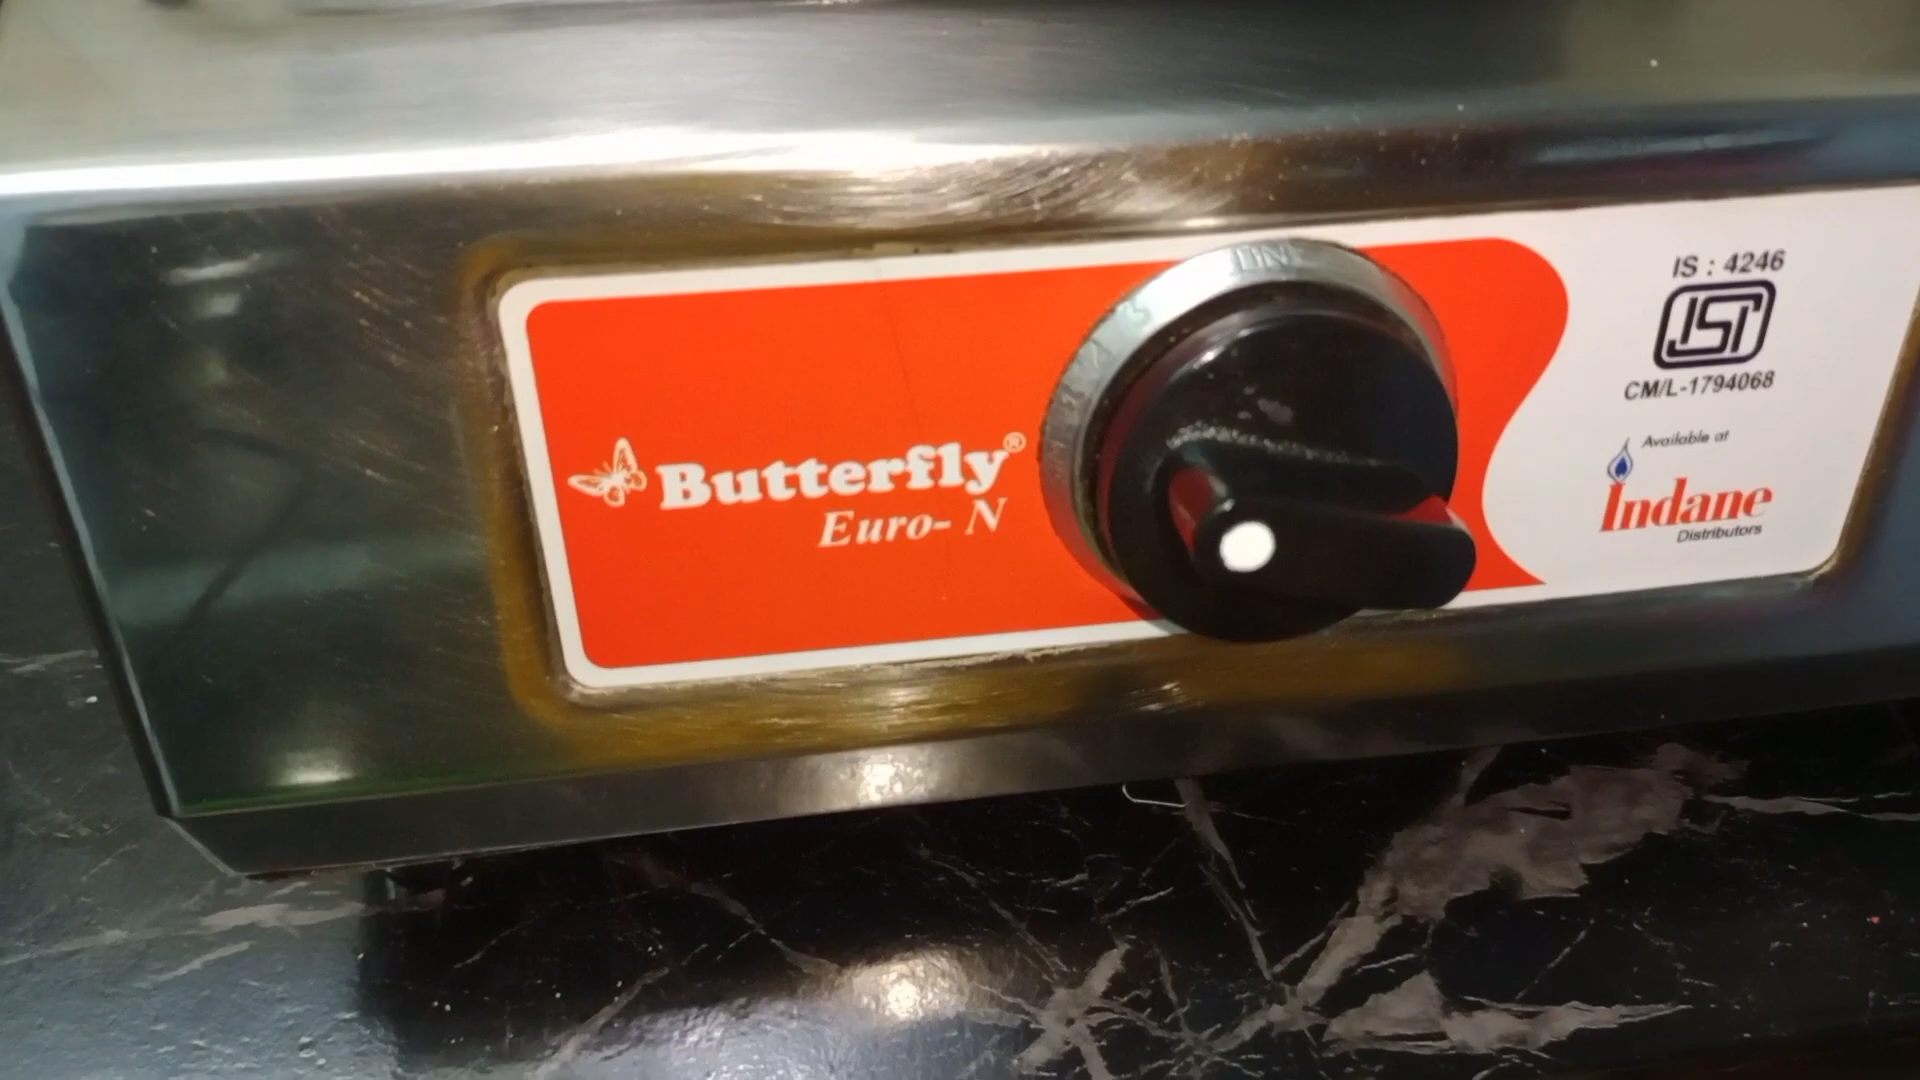 Butterfly®
Euro- N
IS : 4246
ISI
CM/L-1794068
Available at
Indane
Distributors